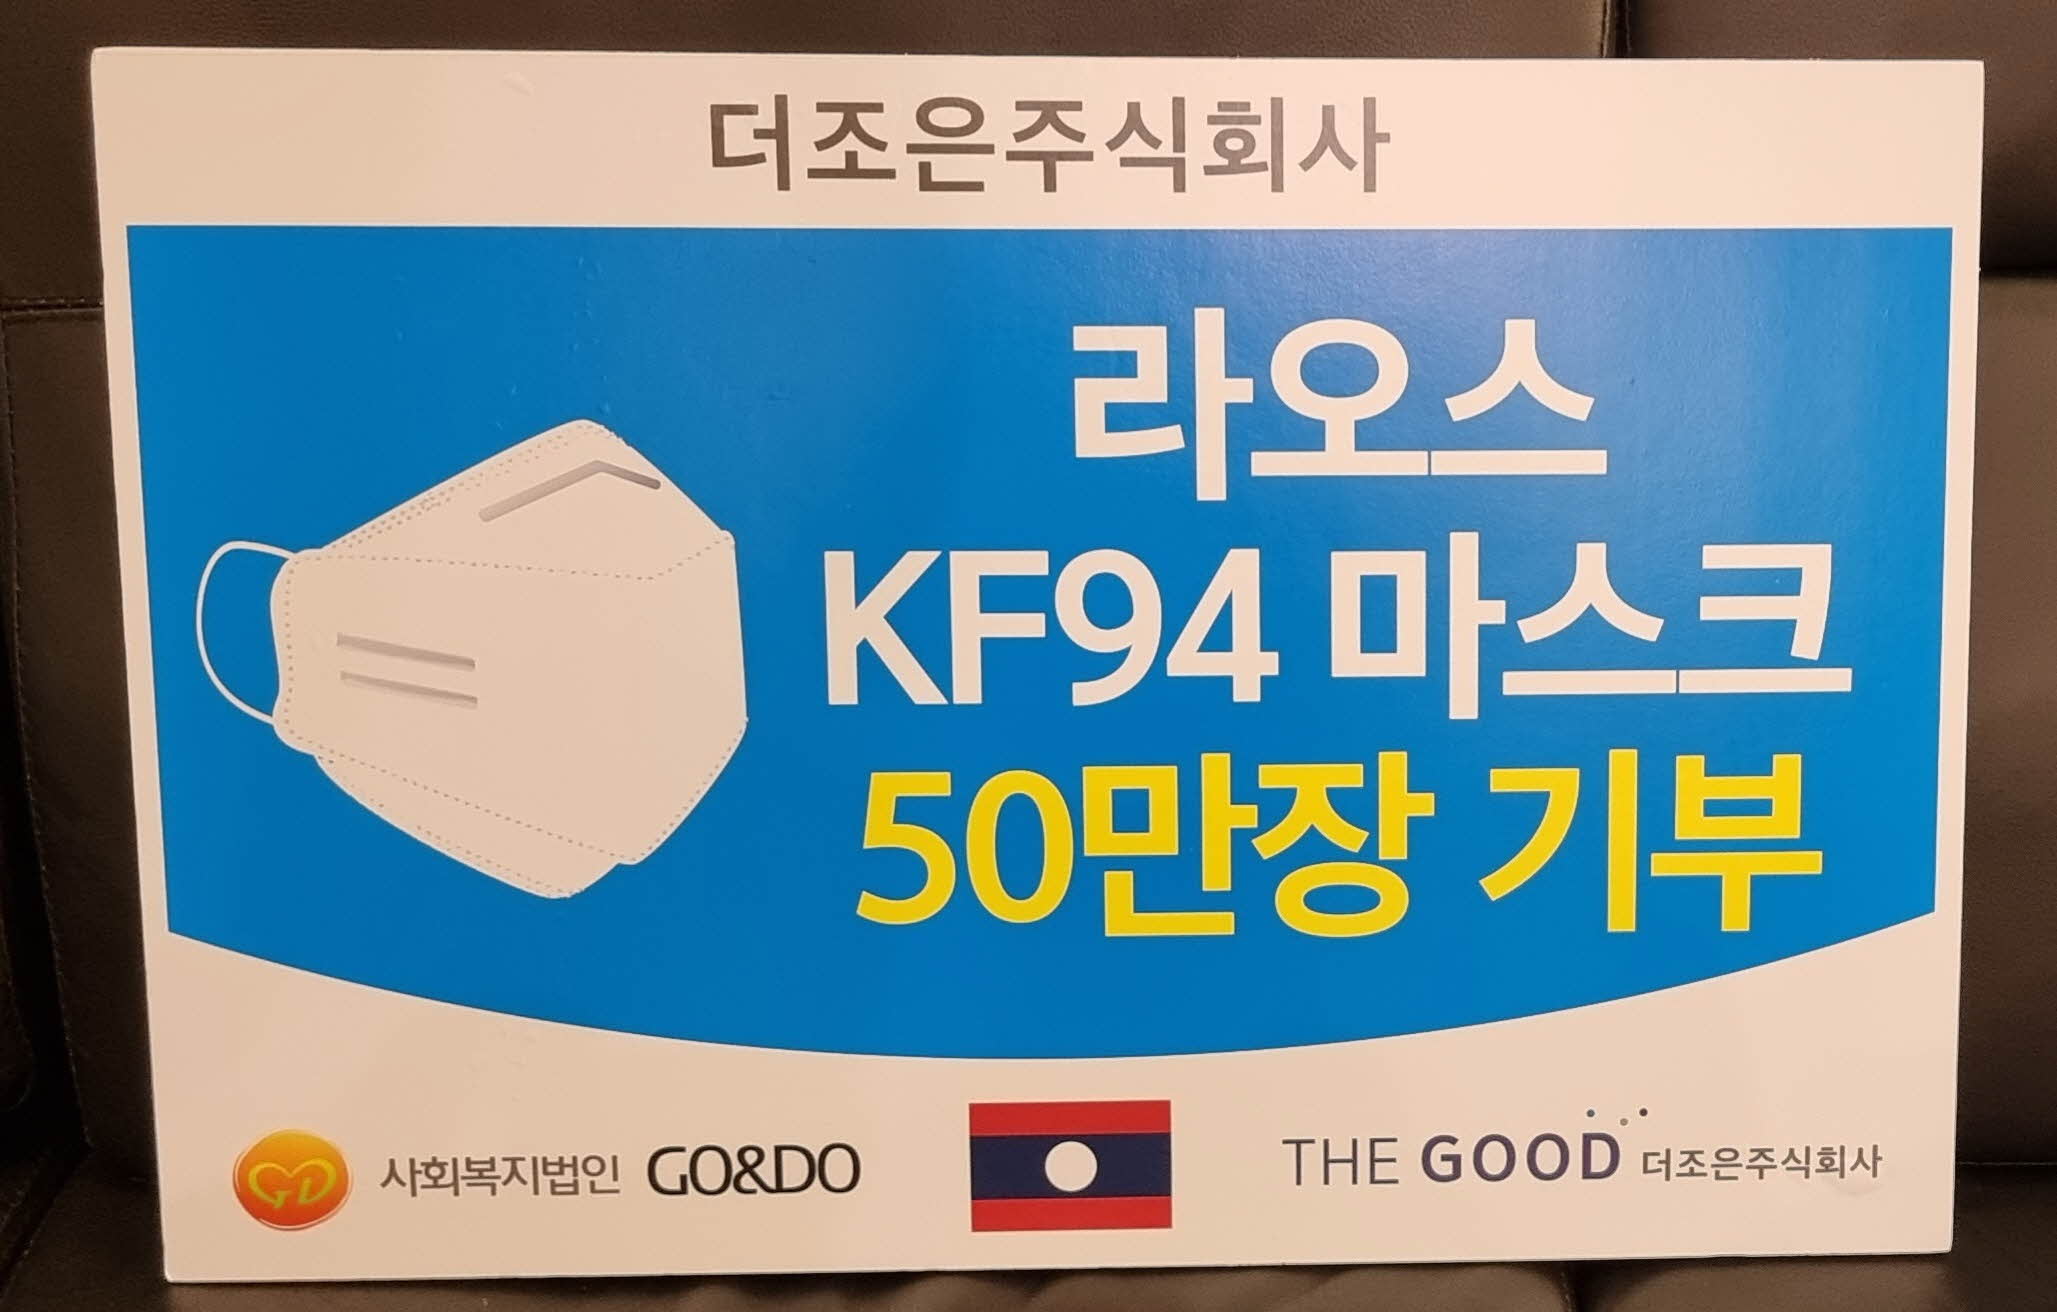 더조은주식회사
라오스
KF94 마스크
50만장 기부
GD 사회복지법인 GO&DO
THE GOOD 더조은주식회사